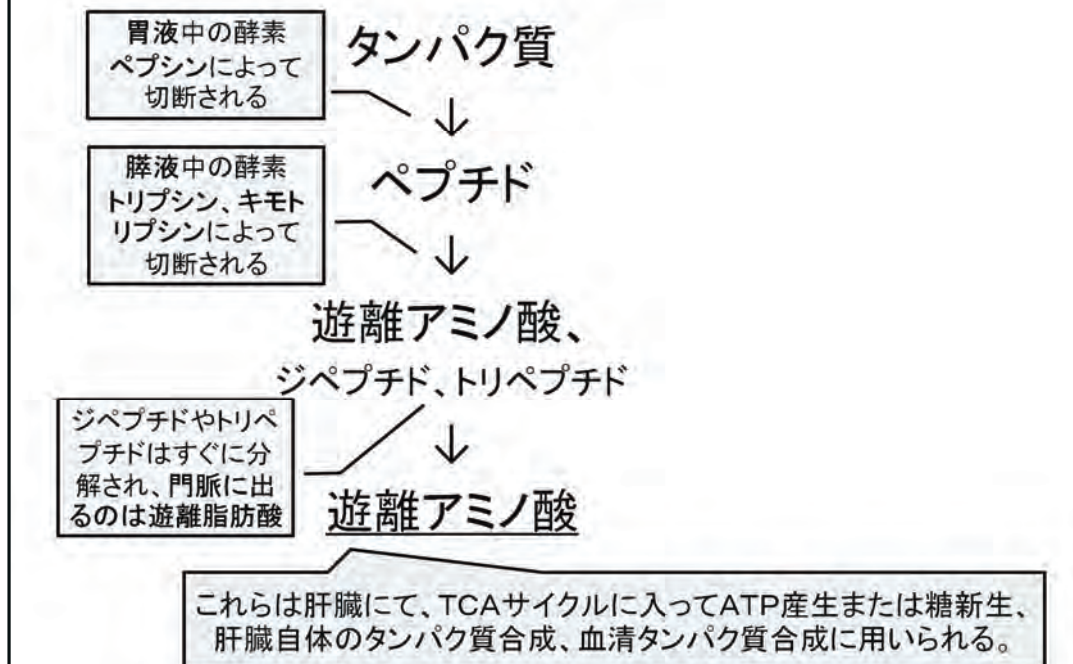 胃液中の酵素
ペプシンによって
切断される
タンパク質
↓
膵液中の酵素
トリプシン、キモト
リプシンによって
切断される
ペプチド
↓
遊離アミノ酸、
ジペプチド、トリペプチド
ジペプチドやトリペ
プチドはすぐに分
解され、門脈に出
るのは遊離脂肪酸
↓
遊離アミノ酸
これらは肝臓にて、TCAサイクルに入ってATP産生または糖新生、
肝臓自体のタンパク質合成、血清タンパク質合成に用いられる。